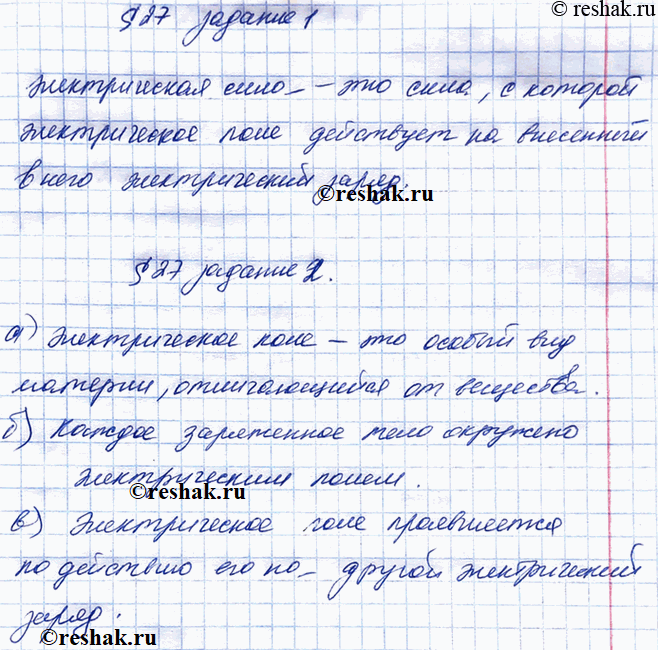 © reshak.ru
§27 задание 1
электрическая сила – это сила, с которой
электрическое поле действует на внесенный
в него электрический заряд.
©reshak.ru
§27 задание 2.
а) электрическое поле – это особый вид
материи, отличающийся от вещества.
б) Каждое заряженное тело окружено
электрическим полем.
©reshak.ru
в) электрическое поле проявляется
по действию его на другой электрический
заряд.
©reshak.ru